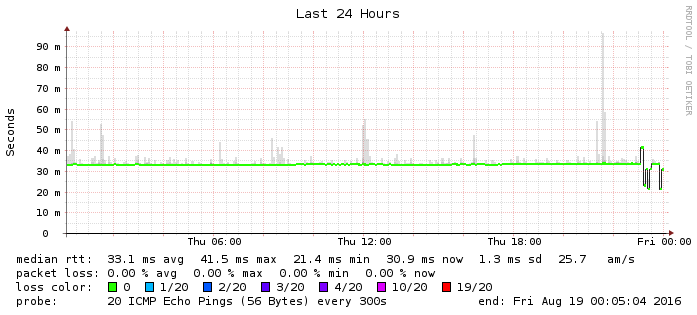 Last 24 Hours
RRDTOOL / TOBI OETIKER
Seconds
90 m
80 m
70 m
60 m
50 m
40 m
30 m
20 m
10 m
0
Thu 06:00 Thu 12:00 Thu 18:00 Fri 00:00
median rtt: 33.1 ms avg 41.5 ms max 21.4 ms min 30.9 ms now 1.3 ms sd 25.7 am/s
packet loss: 0.00 % avg 0.00 % max 0.00 % min 0.00 % now
loss color: 0 1/20 2/20 3/20 4/20 10/20 19/20
probe: 20 ICMP Echo Pings (56 Bytes) every 300s end: Fri Aug 19 00:05:04 2016